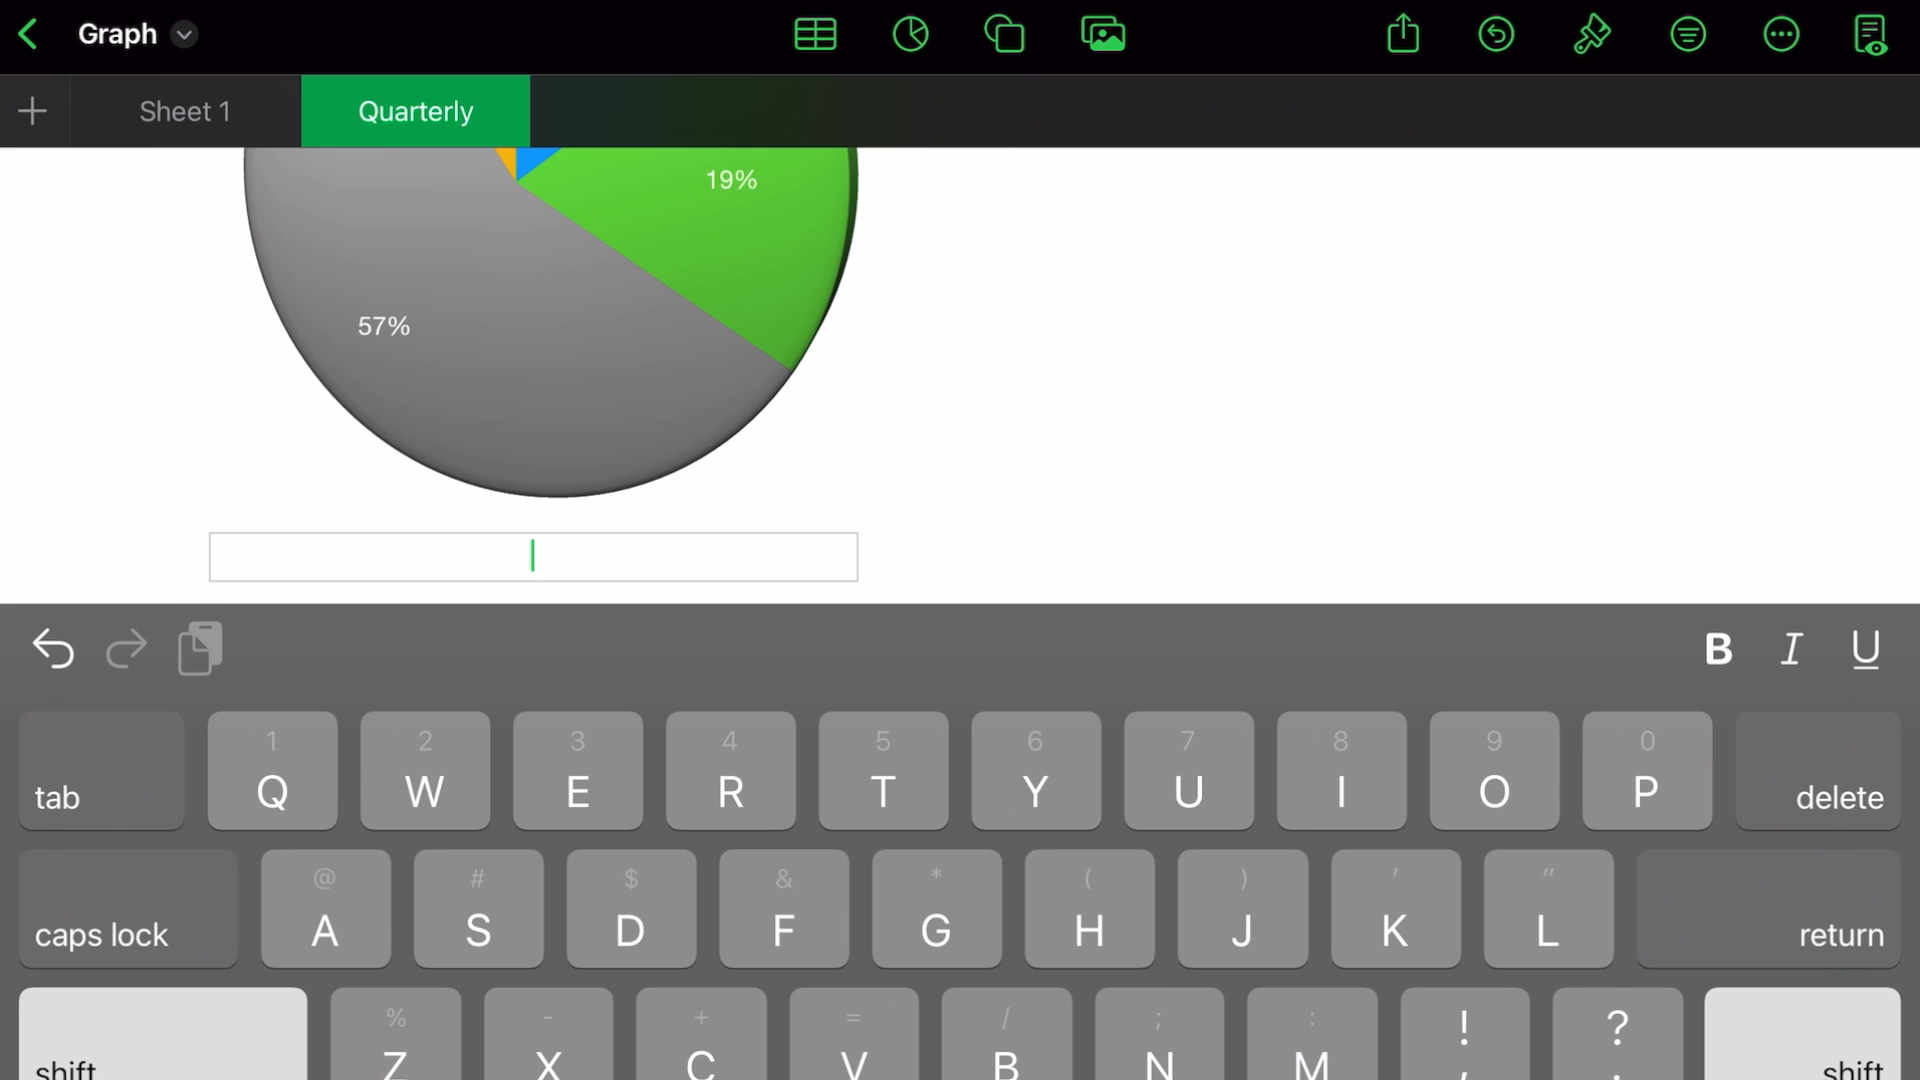 Graph
Sheet 1
Quarterly
19%
57%
B I U
1 2 3 4 5 6 7 8 9 0
tab Q W E R T Y U I O P delete
@ # $ & * ( ) ' "
caps lock A S D F G H J K L return
% - + = / ; : ! ?
shift Z X C V B N M , . shift